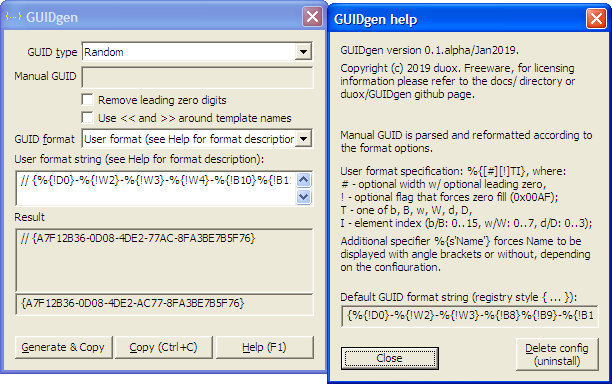 GUIDgen
GUID type
Random
Manual GUID
Remove leading zero digits
Use << and >> around template names
GUID format
User format (see Help for format description
User format string (see Help for format description):
// {%{!D0}-%{!W2}-%{!W3}-%{!W4}-%{!B10}%{!B1
Result
// {A7F12B36-0D08-4DE2-77AC-8FA3BE7B5F76}
{A7F12B36-0D08-4DE2-AC77-8FA3BE7B5F76}
Generate & Copy
Copy (Ctrl+C)
Help (F1)
GUIDgen help
GUIDgen version 0.1.alpha/Jan2019.
Copyright (c) 2019 duox. Freeware, for licensing
information please refer to the docs/ directory or
duox/GUIDgen github page.
Manual GUID is parsed and reformatted according to
the format options.
User format specification: %{[#][!]TI}, where:
# - optional width w/ optional leading zero,
! - optional flag that forces zero fill (0x00AF);
T - one of b, B, w, W, d, D,
I - element index (b/B: 0..15, w/W: 0..7, d/D: 0..3);
Additional specifier %{s'Name'} forces Name to be
displayed with angle brackets or without, depending
on the configuration.
Default GUID format string (registry style { ... }):
{%{!D0}-%{!W2}-%{!W3}-%{!B8}%{!B9}-%{!B1
Close
Delete config
(uninstall)